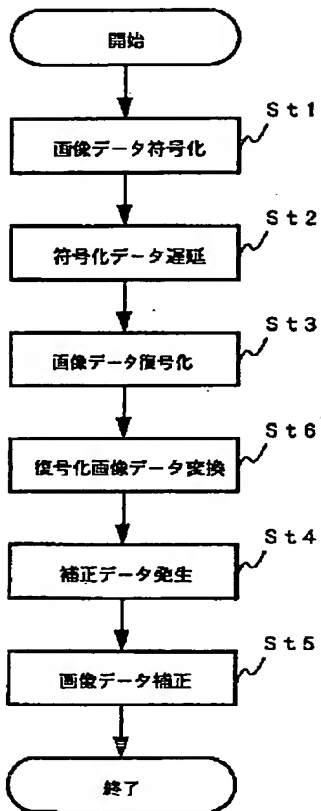 開始
St1
画像データ符号化
St2
符号化データ遅延
St3
画像データ復号化
St6
復号化画像データ変換
St4
補正データ発生
St5
画像データ補正
終了